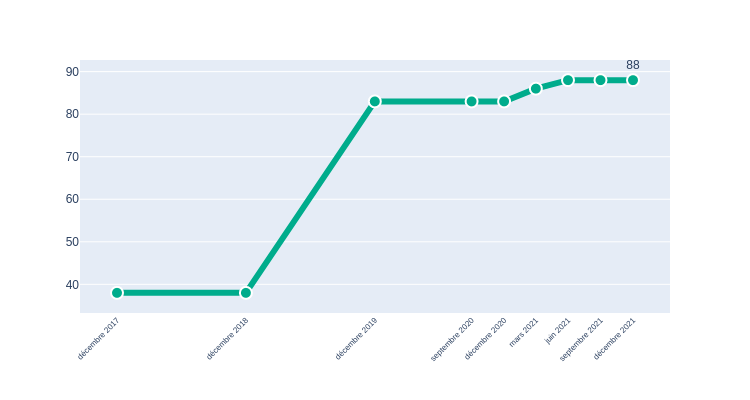 88
90
80
70
60
50
40
décembre 2017
décembre 2018
décembre 2019
septembre 2020
décembre 2020
mars 2021
juin 2021
septembre 2021
décembre 2021